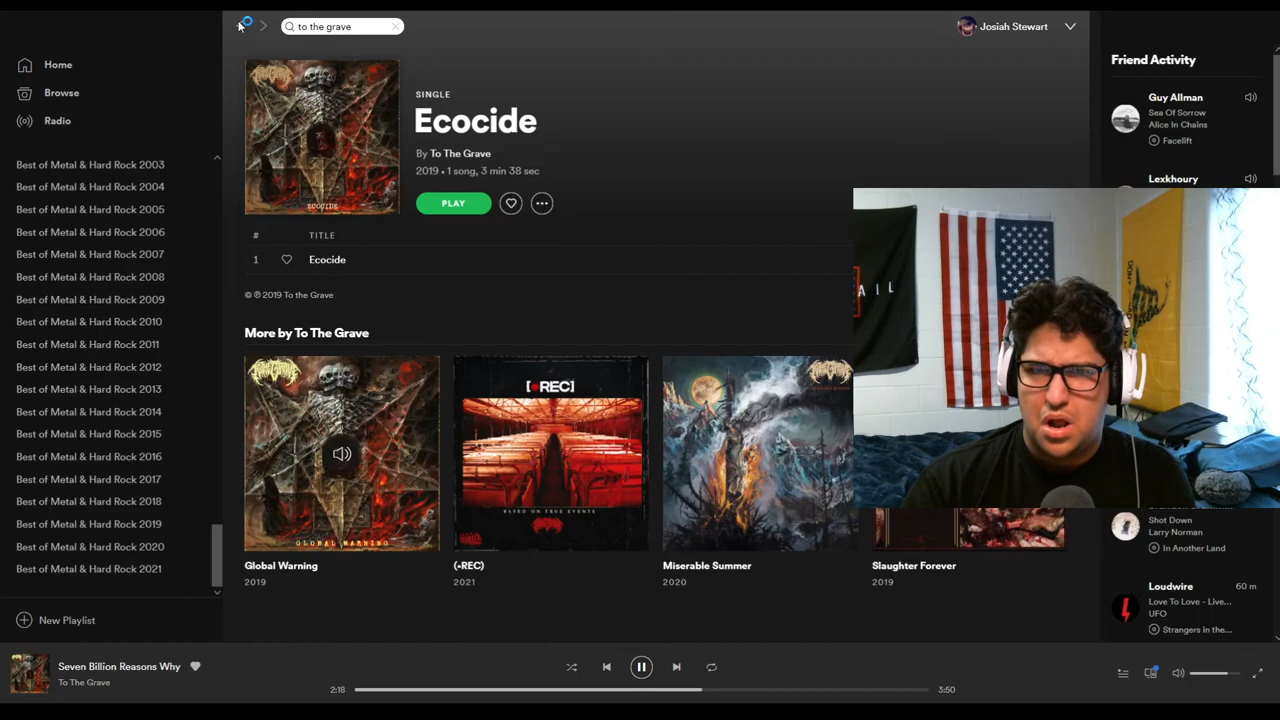 to the grave
Josiah Stewart
Home
Browse
Radio
Best of Metal & Hard Rock 2003
Best of Metal & Hard Rock 2004
Best of Metal & Hard Rock 2005
Best of Metal & Hard Rock 2006
Best of Metal & Hard Rock 2007
Best of Metal & Hard Rock 2008
Best of Metal & Hard Rock 2009
Best of Metal & Hard Rock 2010
Best of Metal & Hard Rock 2011
Best of Metal & Hard Rock 2012
Best of Metal & Hard Rock 2013
Best of Metal & Hard Rock 2014
Best of Metal & Hard Rock 2015
Best of Metal & Hard Rock 2016
Best of Metal & Hard Rock 2017
Best of Metal & Hard Rock 2018
Best of Metal & Hard Rock 2019
Best of Metal & Hard Rock 2020
Best of Metal & Hard Rock 2021
New Playlist
ECOCIDE
SINGLE
Ecocide
By To The Grave
2019 • 1 song, 3 min 38 sec
PLAY
# TITLE
1 Ecocide
© ℗ 2019 To the Grave
More by To The Grave
GLOBAL WARNING
Global Warning
2019
[●REC]
BASED ON TRUE EVENTS
(•REC)
2021
Miserable Summer
2020
Slaughter Forever
2019
Friend Activity
Guy Allman
Sea Of Sorrow
Alice In Chains
Facelift
Lexkhoury
AIL
Shot Down
Larry Norman
In Another Land
Loudwire 60 m
Love To Love - Live...
UFO
Strangers in the...
Seven Billion Reasons Why
To The Grave
2:18
3:50